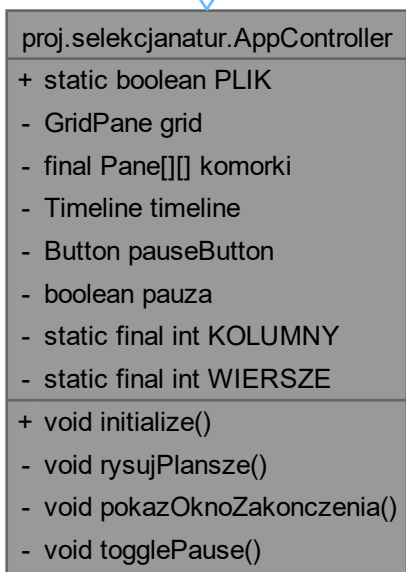 proj.selekcjanatur.AppController
+ static boolean PLIK
- GridPane grid
- final Pane[][] komorki
- Timeline timeline
- Button pauseButton
- boolean pauza
- static final int KOLUMNY
- static final int WIERSZE
+ void initialize()
- void rysujPlansze()
- void pokazOknoZakonczenia()
- void togglePause()